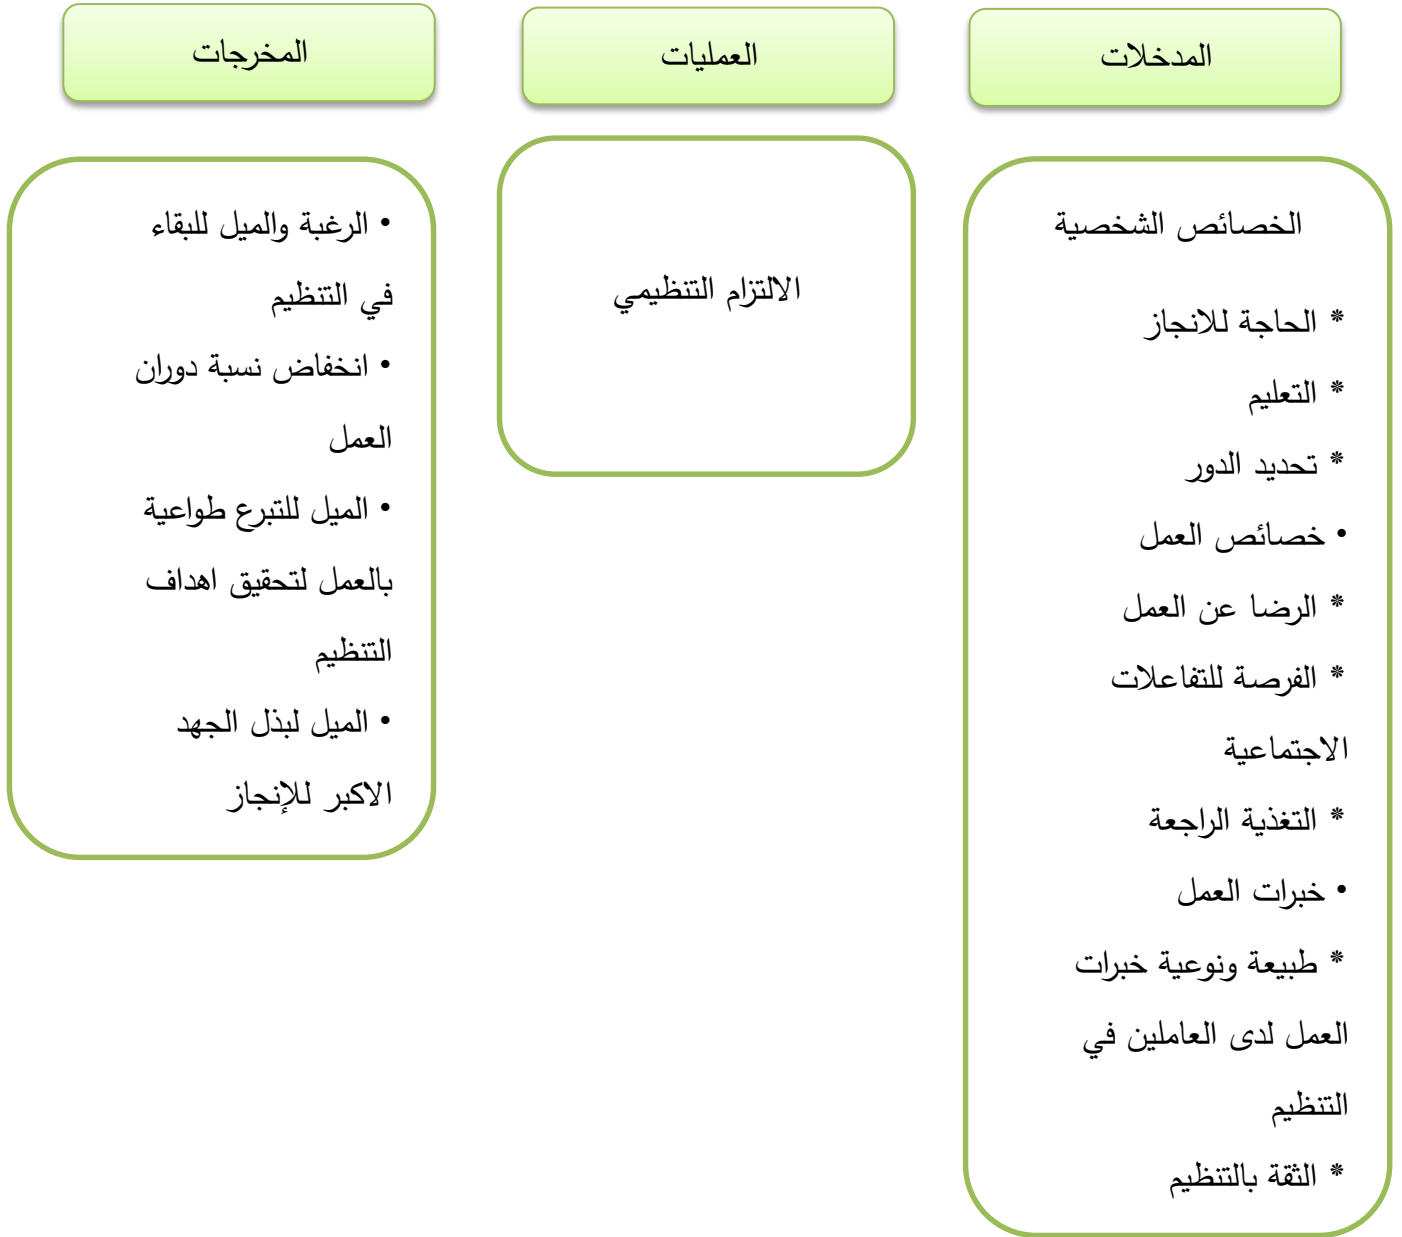 المدخلات
العمليات
المخرجات
الخصائص الشخصية
* الحاجة للانجاز
* التعليم
* تحديد الدور
• خصائص العمل
* الرضا عن العمل
* الفرصة للتفاعلات
الاجتماعية
* التغذية الراجعة
• خبرات العمل
* طبيعة ونوعية خبرات
العمل لدى العاملين في
التنظيم
* الثقة بالتنظيم
الالتزام التنظيمي
• الرغبة والميل للبقاء
في التنظيم
• انخفاض نسبة دوران
العمل
• الميل للتبرع طواعية
بالعمل لتحقيق اهداف
التنظيم
• الميل لبذل الجهد
الاكبر للإنجاز